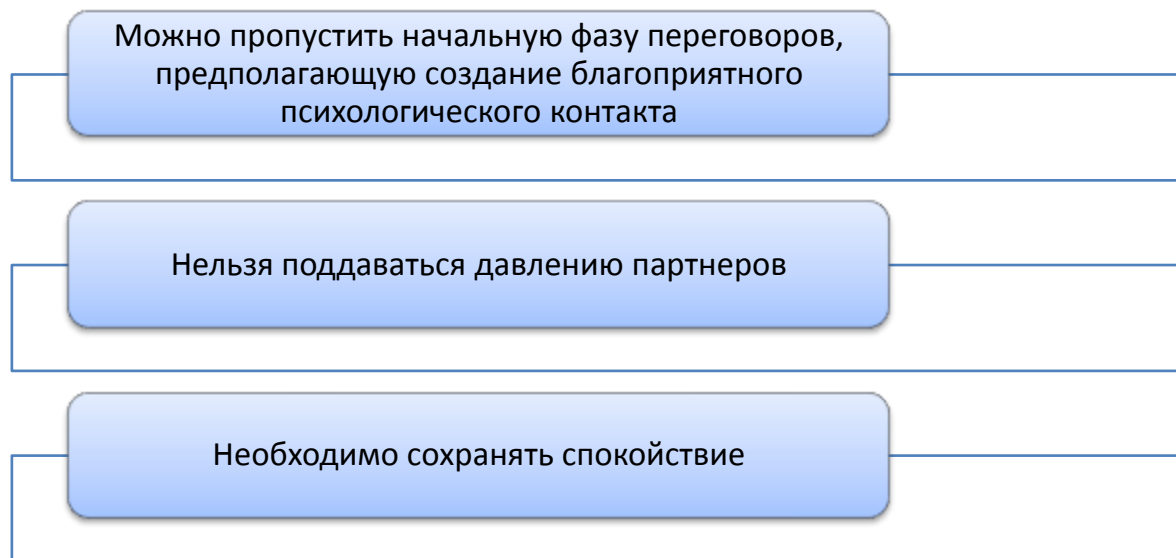 Можно пропустить начальную фазу переговоров,
предполагающую создание благоприятного
психологического контакта
Нельзя поддаваться давлению партнеров
Необходимо сохранять спокойствие